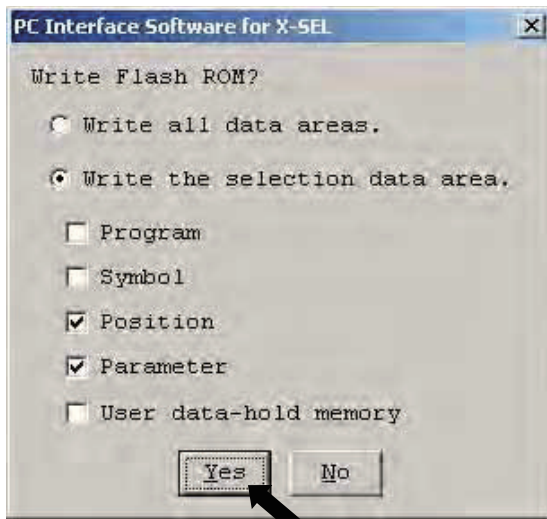 PC Interface Software for X-SEL
Write Flash ROM?
Write all data areas.
Write the selection data area.
Program
Symbol
Position
Parameter
User data-hold memory
Yes No